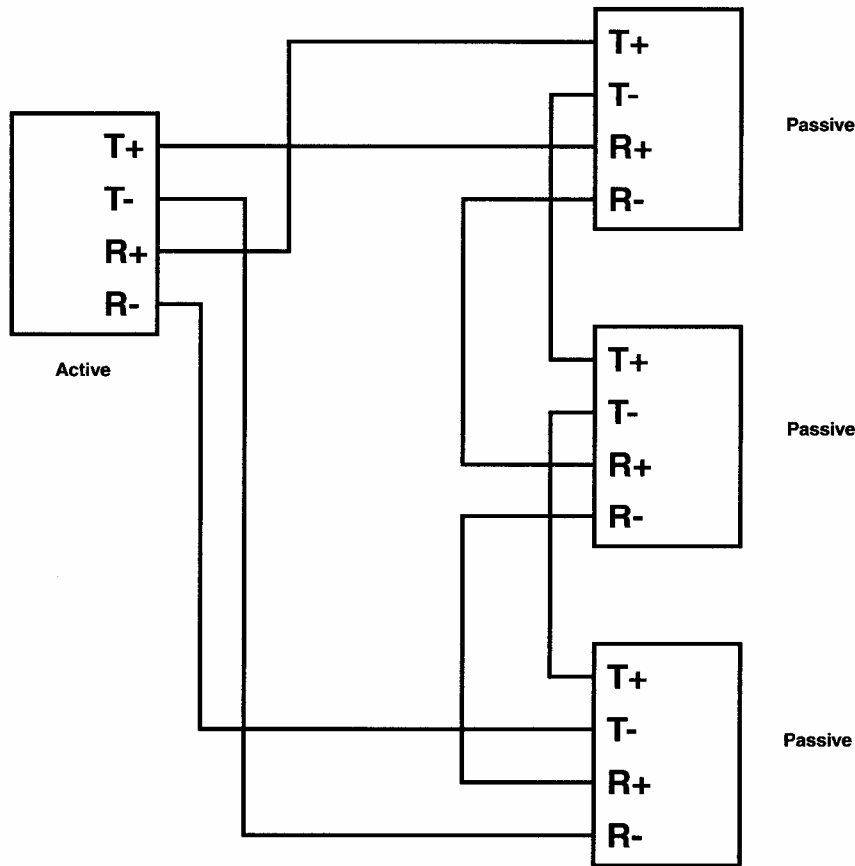 T+
T-
R+
R-
Active
T+
T-
R+
R-
Passive
T+
T-
R+
R-
Passive
T+
T-
R+
R-
Passive